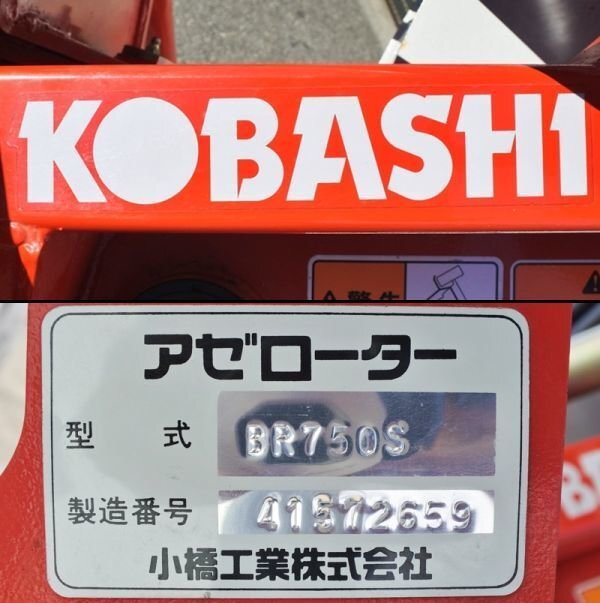 KOBASHI
アゼローター
型式 BR750S
製造番号 41572659
小橋工業株式会社